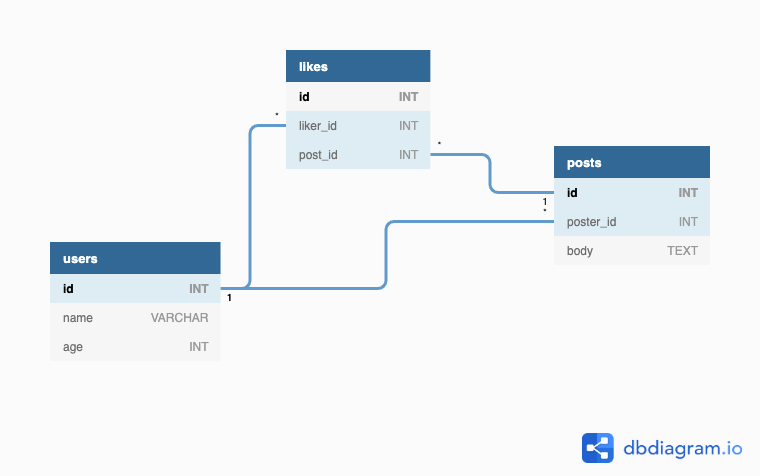 likes
id INT
liker_id INT
post_id INT
*
*
posts
id INT
poster_id INT
body TEXT
1
*
users
id INT
name VARCHAR
age INT
1
dbdiagram.io